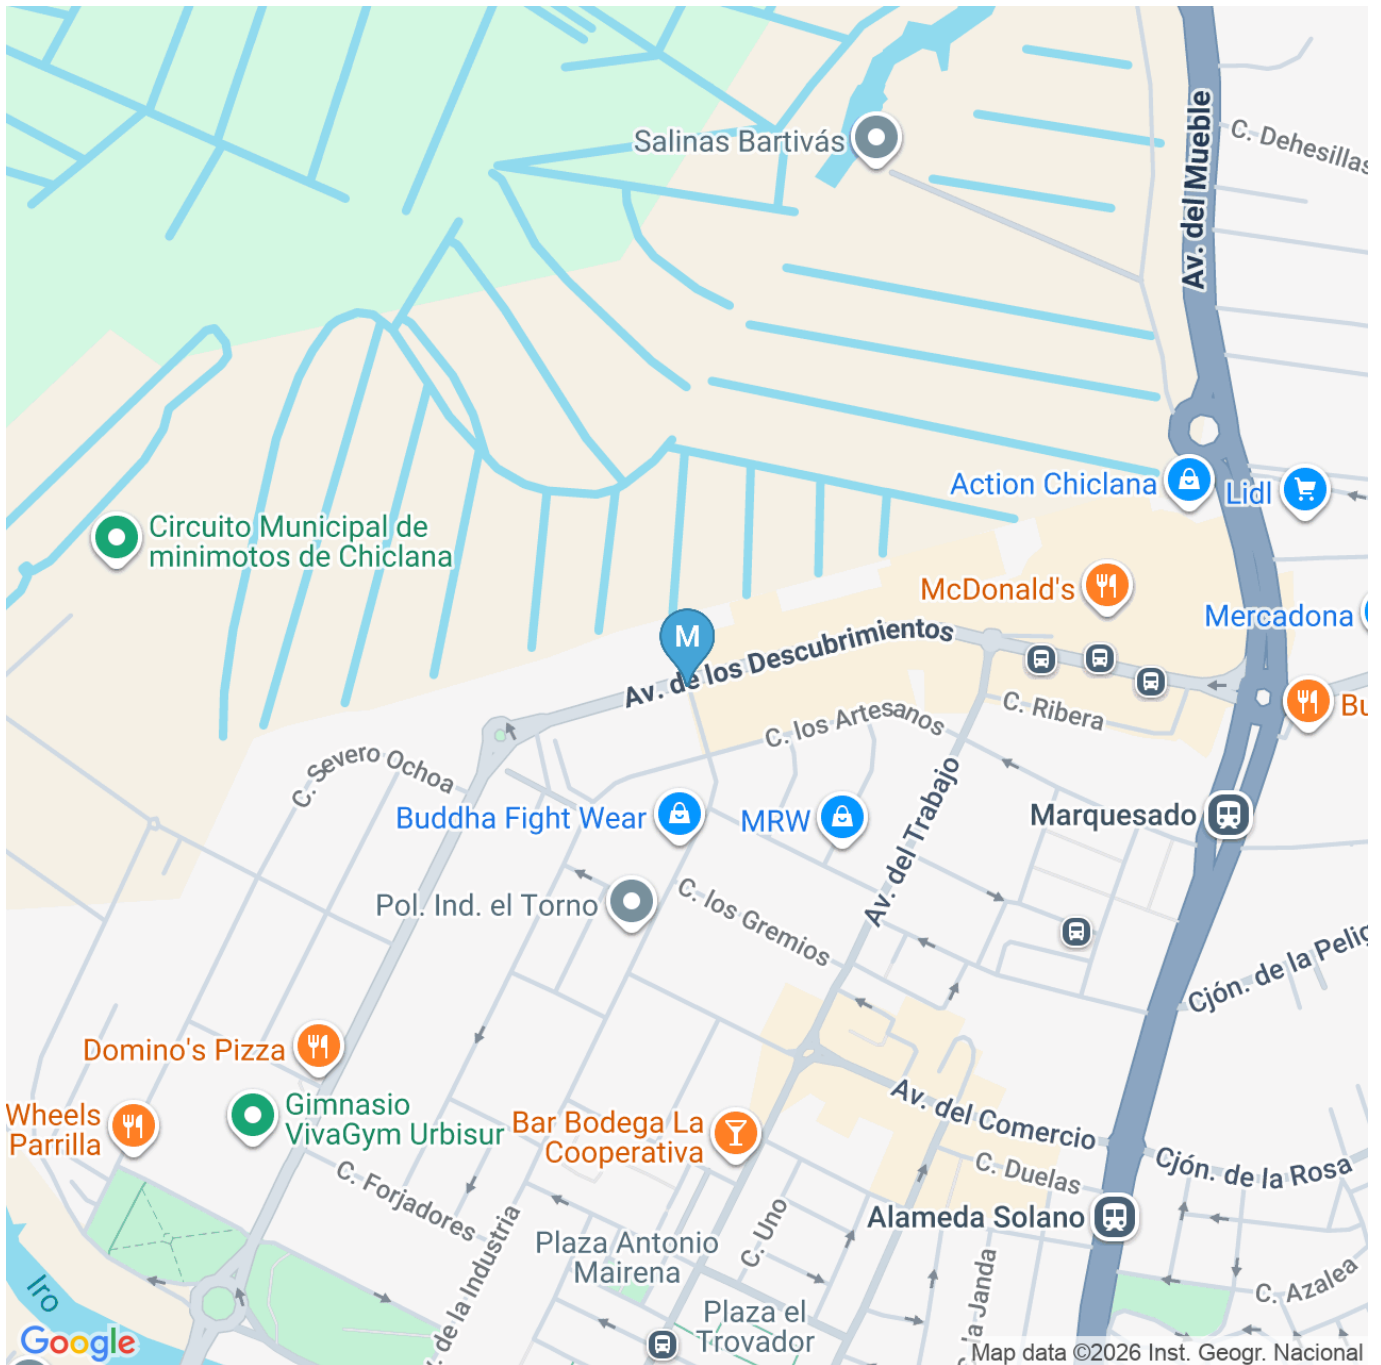 Salinas Bartivás
C. Dehesillas
Av. del Mueble
Action Chiclana
Lidl
Circuito Municipal de
minimotos de Chiclana
McDonald's
Mercadona
M
Av. de los Descubrimientos
C. Ribera
Bu
C. los Artesanos
C. Severo Ochoa
Buddha Fight Wear
MRW
Marquesado
Av. del Trabajo
Pol. Ind. el Torno
C. los Gremios
Cjón. de la Pelig
Domino's Pizza
Wheels
Parrilla
Gimnasio
VivaGym Urbisur
Bar Bodega La
Cooperativa
Av. del Comercio
Cjón. de la Rosa
C. Duelas
C. Forjadores
Alameda Solano
C. Uno
Plaza Antonio
Mairena
. de la Industria
la Janda
C. Azalea
Iro
Plaza el
Trovador
Google
Map data ©2026 Inst. Geogr. Nacional